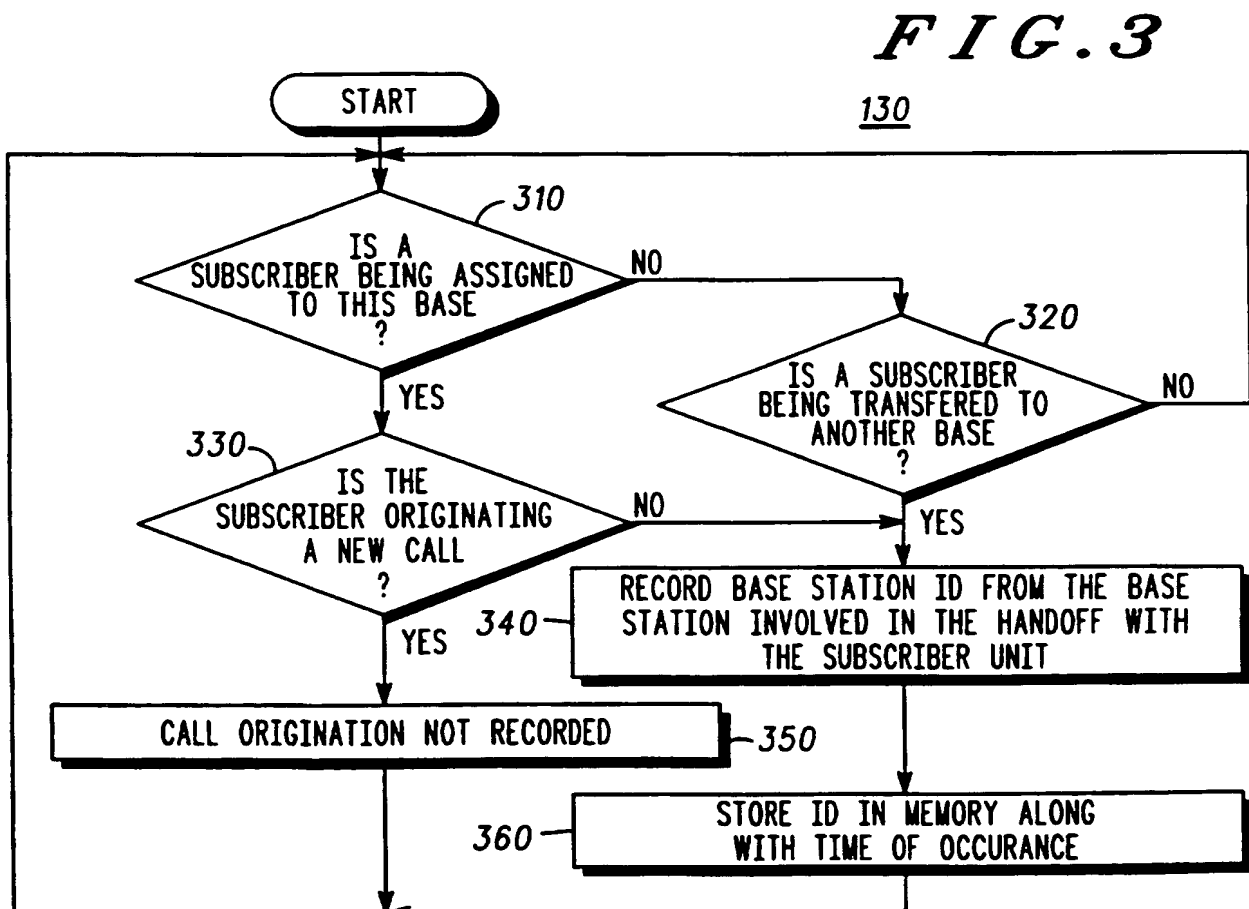 FIG.3
130
START
310
IS A
SUBSCRIBER BEING ASSIGNED
TO THIS BASE
?
NO
YES
320
IS A SUBSCRIBER
BEING TRANSFERED TO
ANOTHER BASE
?
NO
YES
330
IS THE
SUBSCRIBER ORIGINATING
A NEW CALL
?
NO
YES
340
RECORD BASE STATION ID FROM THE BASE
STATION INVOLVED IN THE HANDOFF WITH
THE SUBSCRIBER UNIT
CALL ORIGINATION NOT RECORDED
350
360
STORE ID IN MEMORY ALONG
WITH TIME OF OCCURANCE